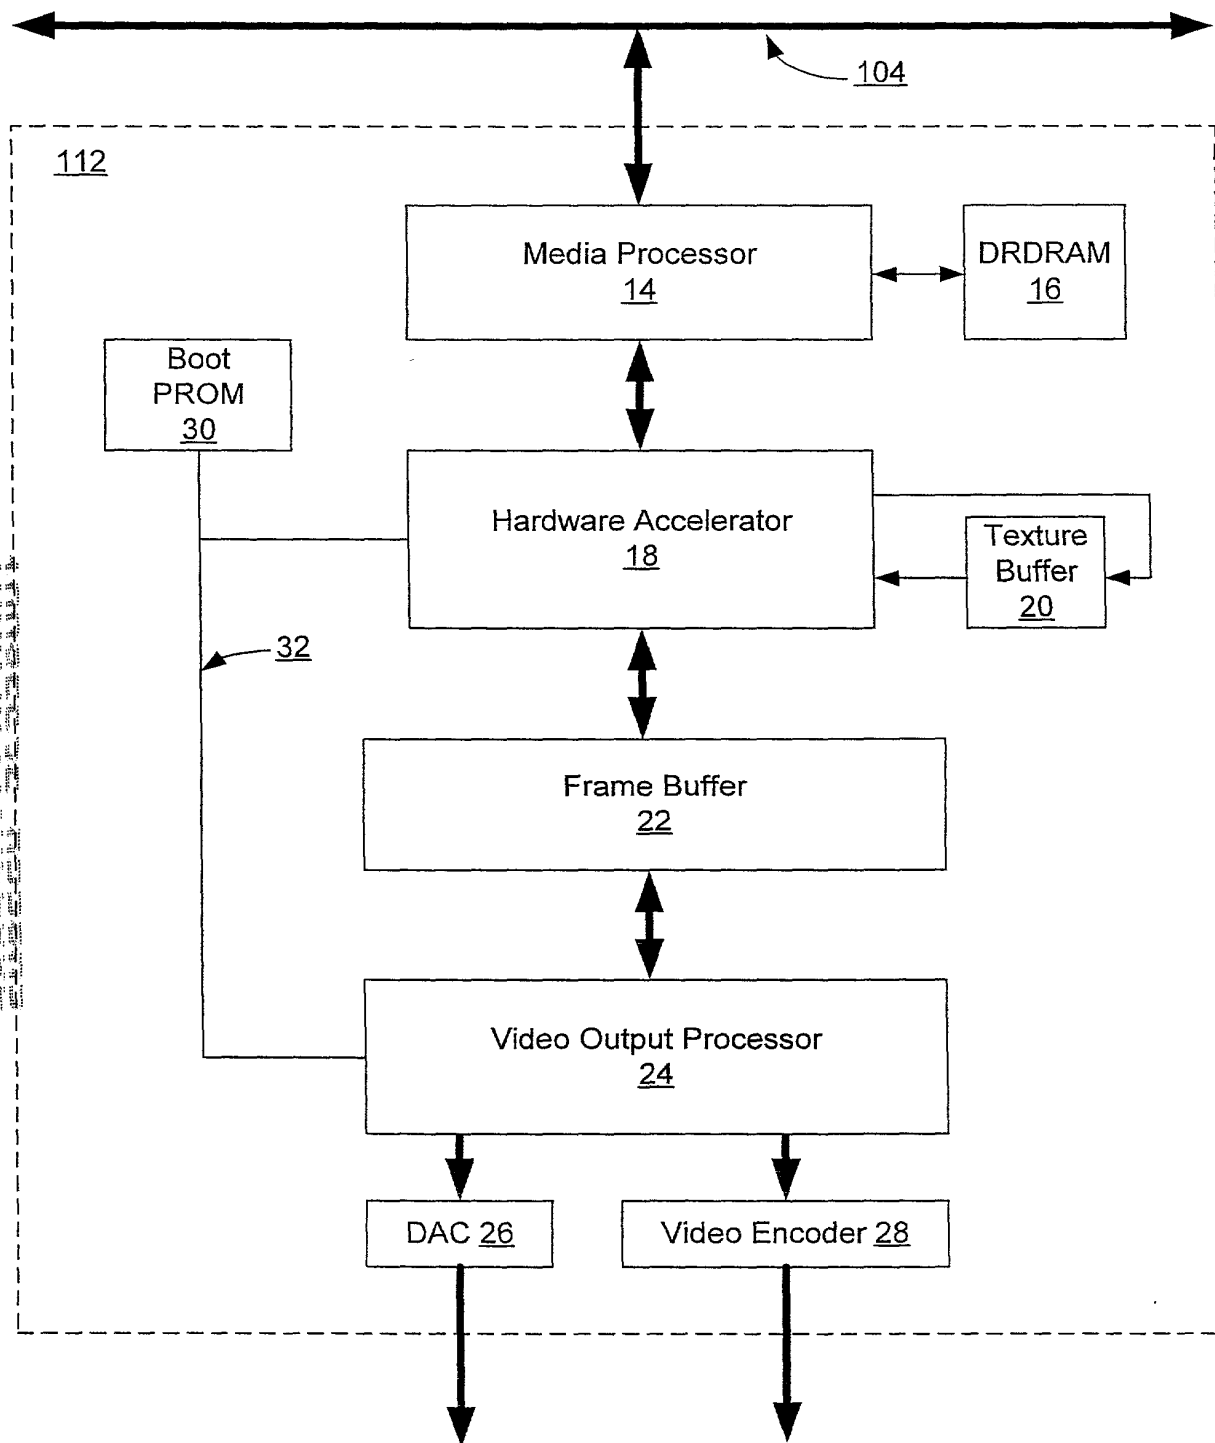 104
112
Media Processor
14
DRDRAM
16
Boot
PROM
30
Hardware Accelerator
18
Texture
Buffer
20
32
Frame Buffer
22
Video Output Processor
24
DAC 26
Video Encoder 28